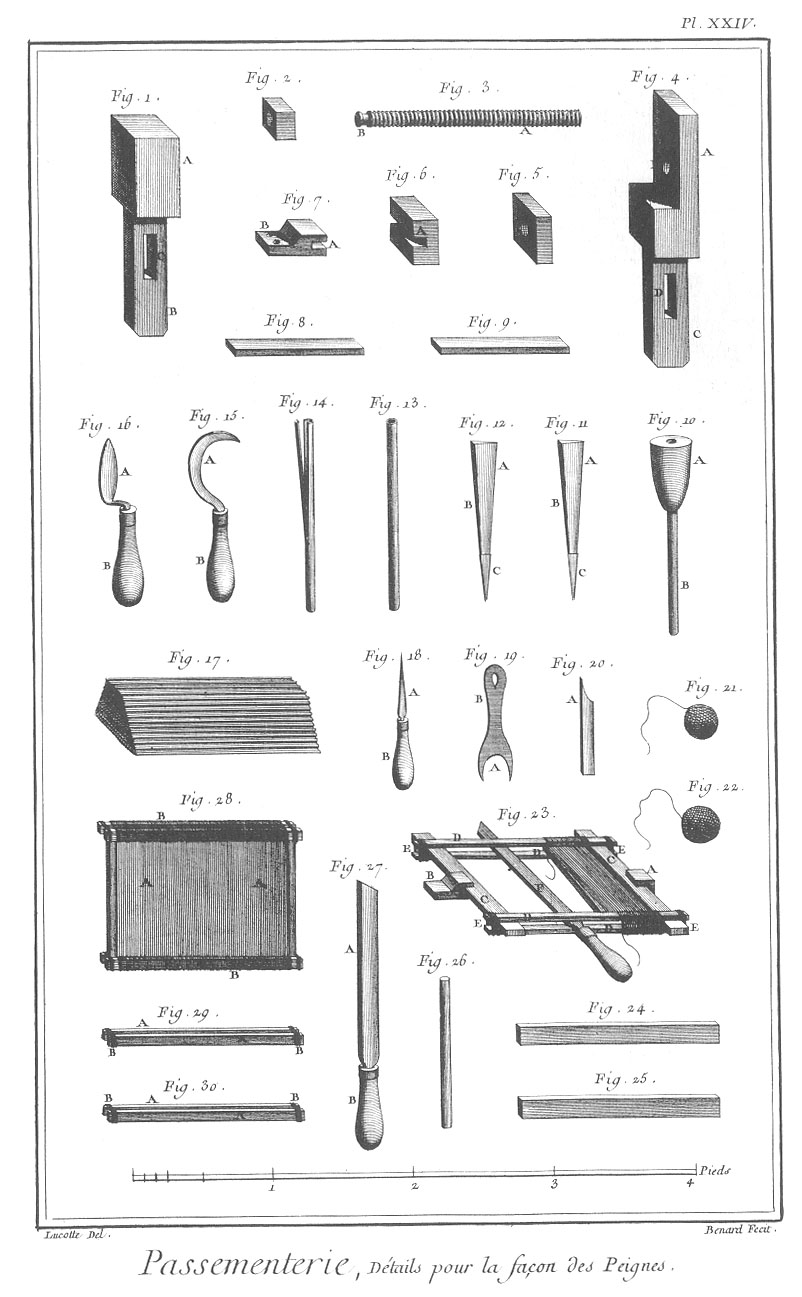 Pl. XXIV.
Fig. 1. Fig. 2. Fig. 3. Fig. 4.
B A
A A
Fig. 7. Fig. 6. Fig. 5.
B A A
C D
B C
Fig. 8. Fig. 9.
Fig. 16. Fig. 15. Fig. 14. Fig. 13. Fig. 12. Fig. 11. Fig. 10.
A A A A A
B B B
B B C C B
Fig. 17. Fig. 18. Fig. 19. Fig. 20. Fig. 21.
A B A
B A
Fig. 22.
Fig. 28. Fig. 23.
B D
E D C E
A A B C F A
E D D E
B
Fig. 27.
A
B
Fig. 26.
Fig. 29. Fig. 24.
A A
B B
Fig. 30. Fig. 25.
B A A B
1 2 3 4 Pieds
Lucotte Del. Benard Fecit.
Passementerie, Détails pour la façon des Peignes.